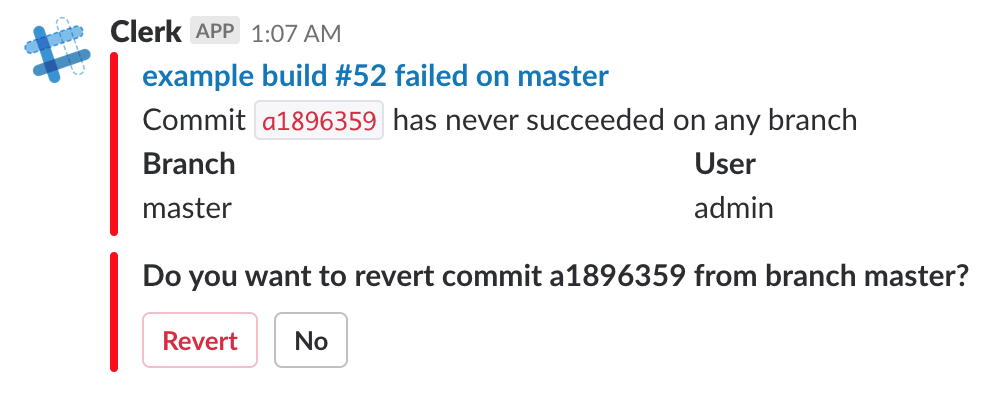 Clerk APP 1:07 AM
example build #52 failed on master
Commit a1896359 has never succeeded on any branch
Branch User
master admin
Do you want to revert commit a1896359 from branch master?
Revert No